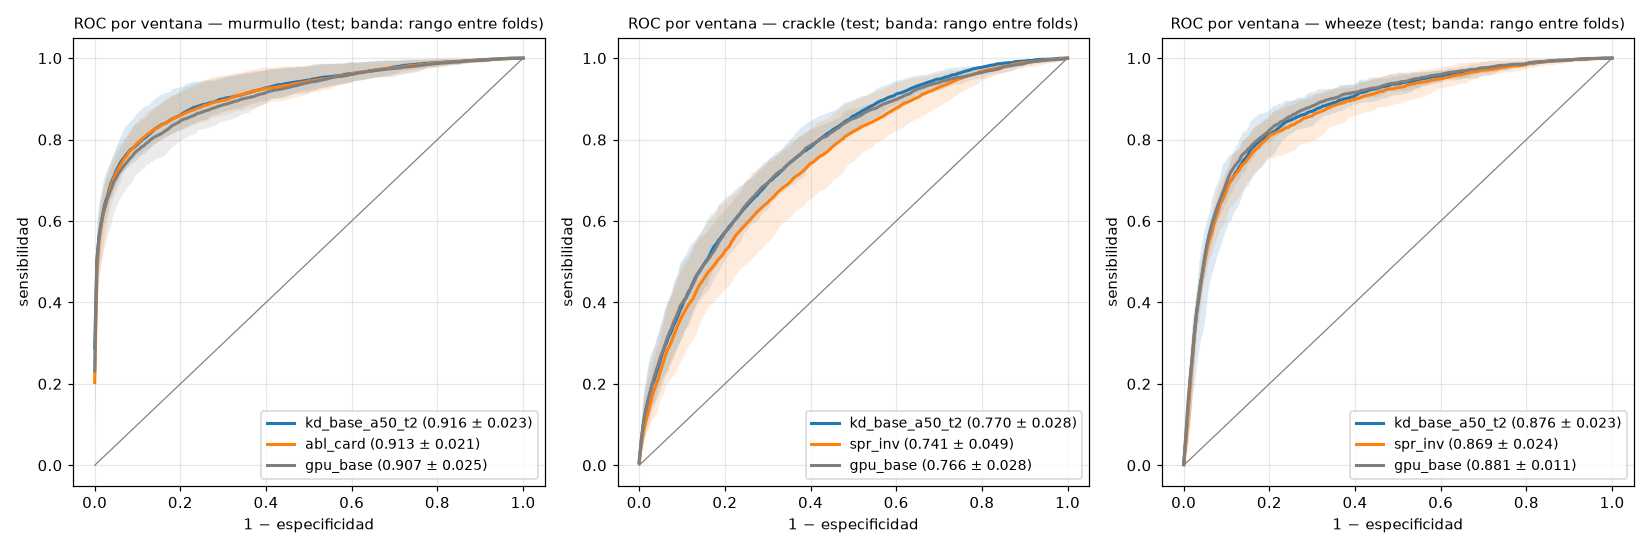 ROC por ventana — murmullo (test; banda: rango entre folds)
sensibilidad
1.0
0.8
0.6
0.4
0.2
0.0
kd_base_a50_t2 (0.916 ± 0.023)
abl_card (0.913 ± 0.021)
gpu_base (0.907 ± 0.025)
0.0 0.2 0.4 0.6 0.8 1.0
1 − especificidad
ROC por ventana — crackle (test; banda: rango entre folds)
sensibilidad
1.0
0.8
0.6
0.4
0.2
0.0
kd_base_a50_t2 (0.770 ± 0.028)
spr_inv (0.741 ± 0.049)
gpu_base (0.766 ± 0.028)
0.0 0.2 0.4 0.6 0.8 1.0
1 − especificidad
ROC por ventana — wheeze (test; banda: rango entre folds)
sensibilidad
1.0
0.8
0.6
0.4
0.2
0.0
kd_base_a50_t2 (0.876 ± 0.023)
spr_inv (0.869 ± 0.024)
gpu_base (0.881 ± 0.011)
0.0 0.2 0.4 0.6 0.8 1.0
1 − especificidad